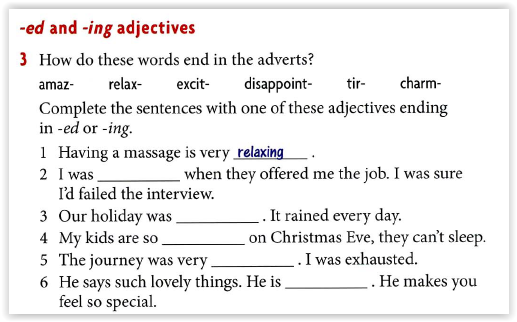 -ed and -ing adjectives
3 How do these words end in the adverts?
amaz- relax- excit- disappoint- tir- charm-
Complete the sentences with one of these adjectives ending
in -ed or -ing.
1 Having a massage is very relaxing .
2 I was __________ when they offered me the job. I was sure
I'd failed the interview.
3 Our holiday was __________ . It rained every day.
4 My kids are so __________ on Christmas Eve, they can't sleep.
5 The journey was very __________ . I was exhausted.
6 He says such lovely things. He is __________ . He makes you
feel so special.